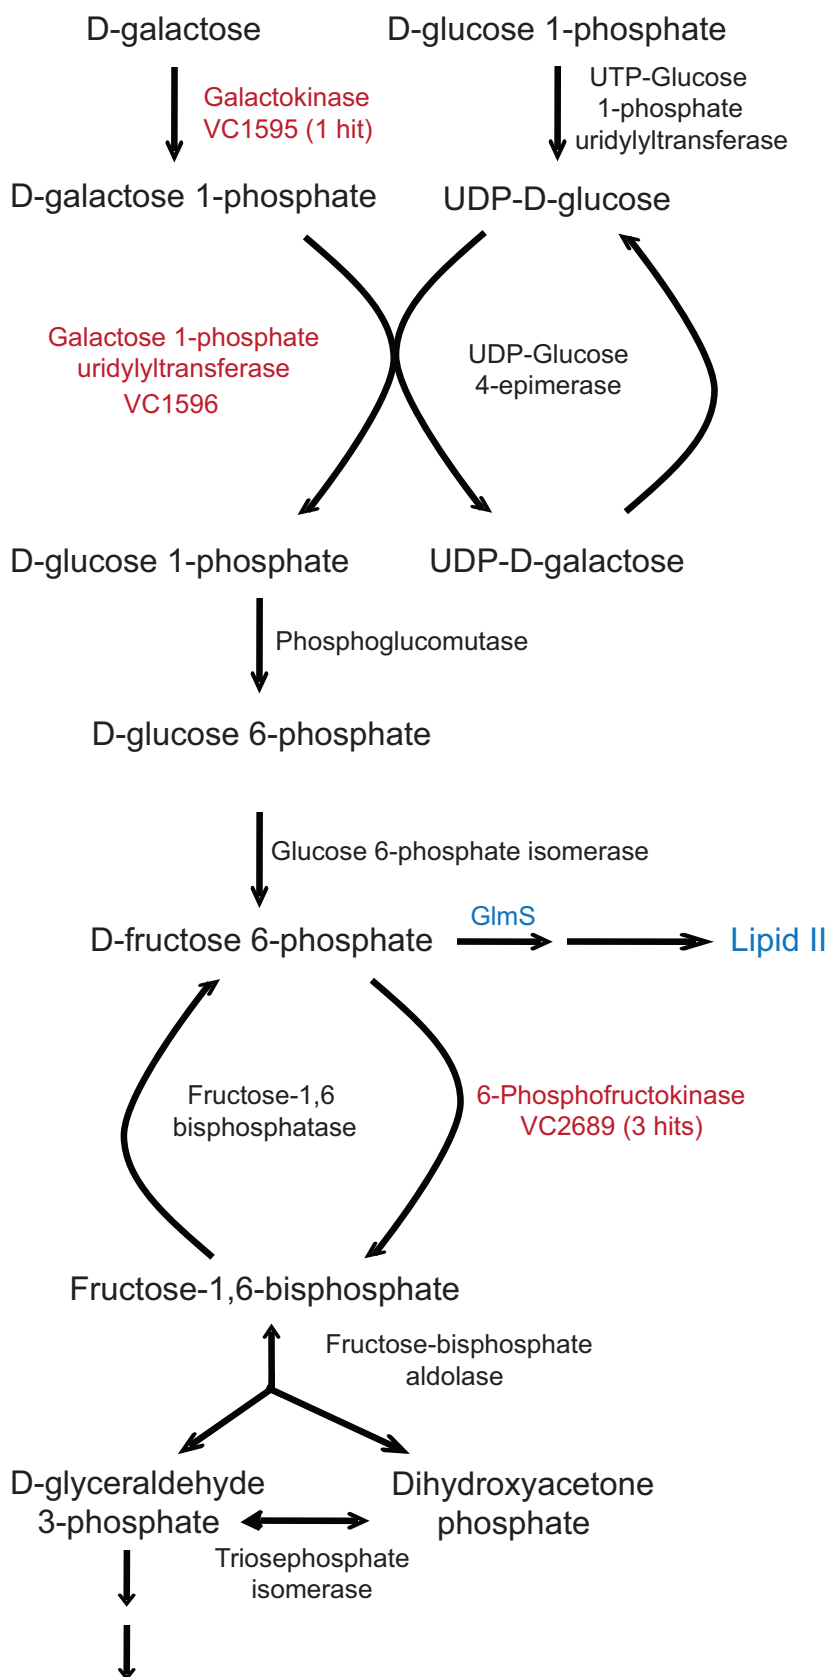 D-galactose
D-glucose 1-phosphate
Galactokinase
VC1595 (1 hit)
UTP-Glucose
1-phosphate
uridylyltransferase
D-galactose 1-phosphate
UDP-D-glucose
Galactose 1-phosphate
uridylyltransferase
VC1596
UDP-Glucose
4-epimerase
D-glucose 1-phosphate
UDP-D-galactose
Phosphoglucomutase
D-glucose 6-phosphate
Glucose 6-phosphate isomerase
D-fructose 6-phosphate
GlmS
Lipid II
Fructose-1,6
bisphosphatase
6-Phosphofructokinase
VC2689 (3 hits)
Fructose-1,6-bisphosphate
Fructose-bisphosphate
aldolase
D-glyceraldehyde
3-phosphate
Dihydroxyacetone
phosphate
Triosephosphate
isomerase